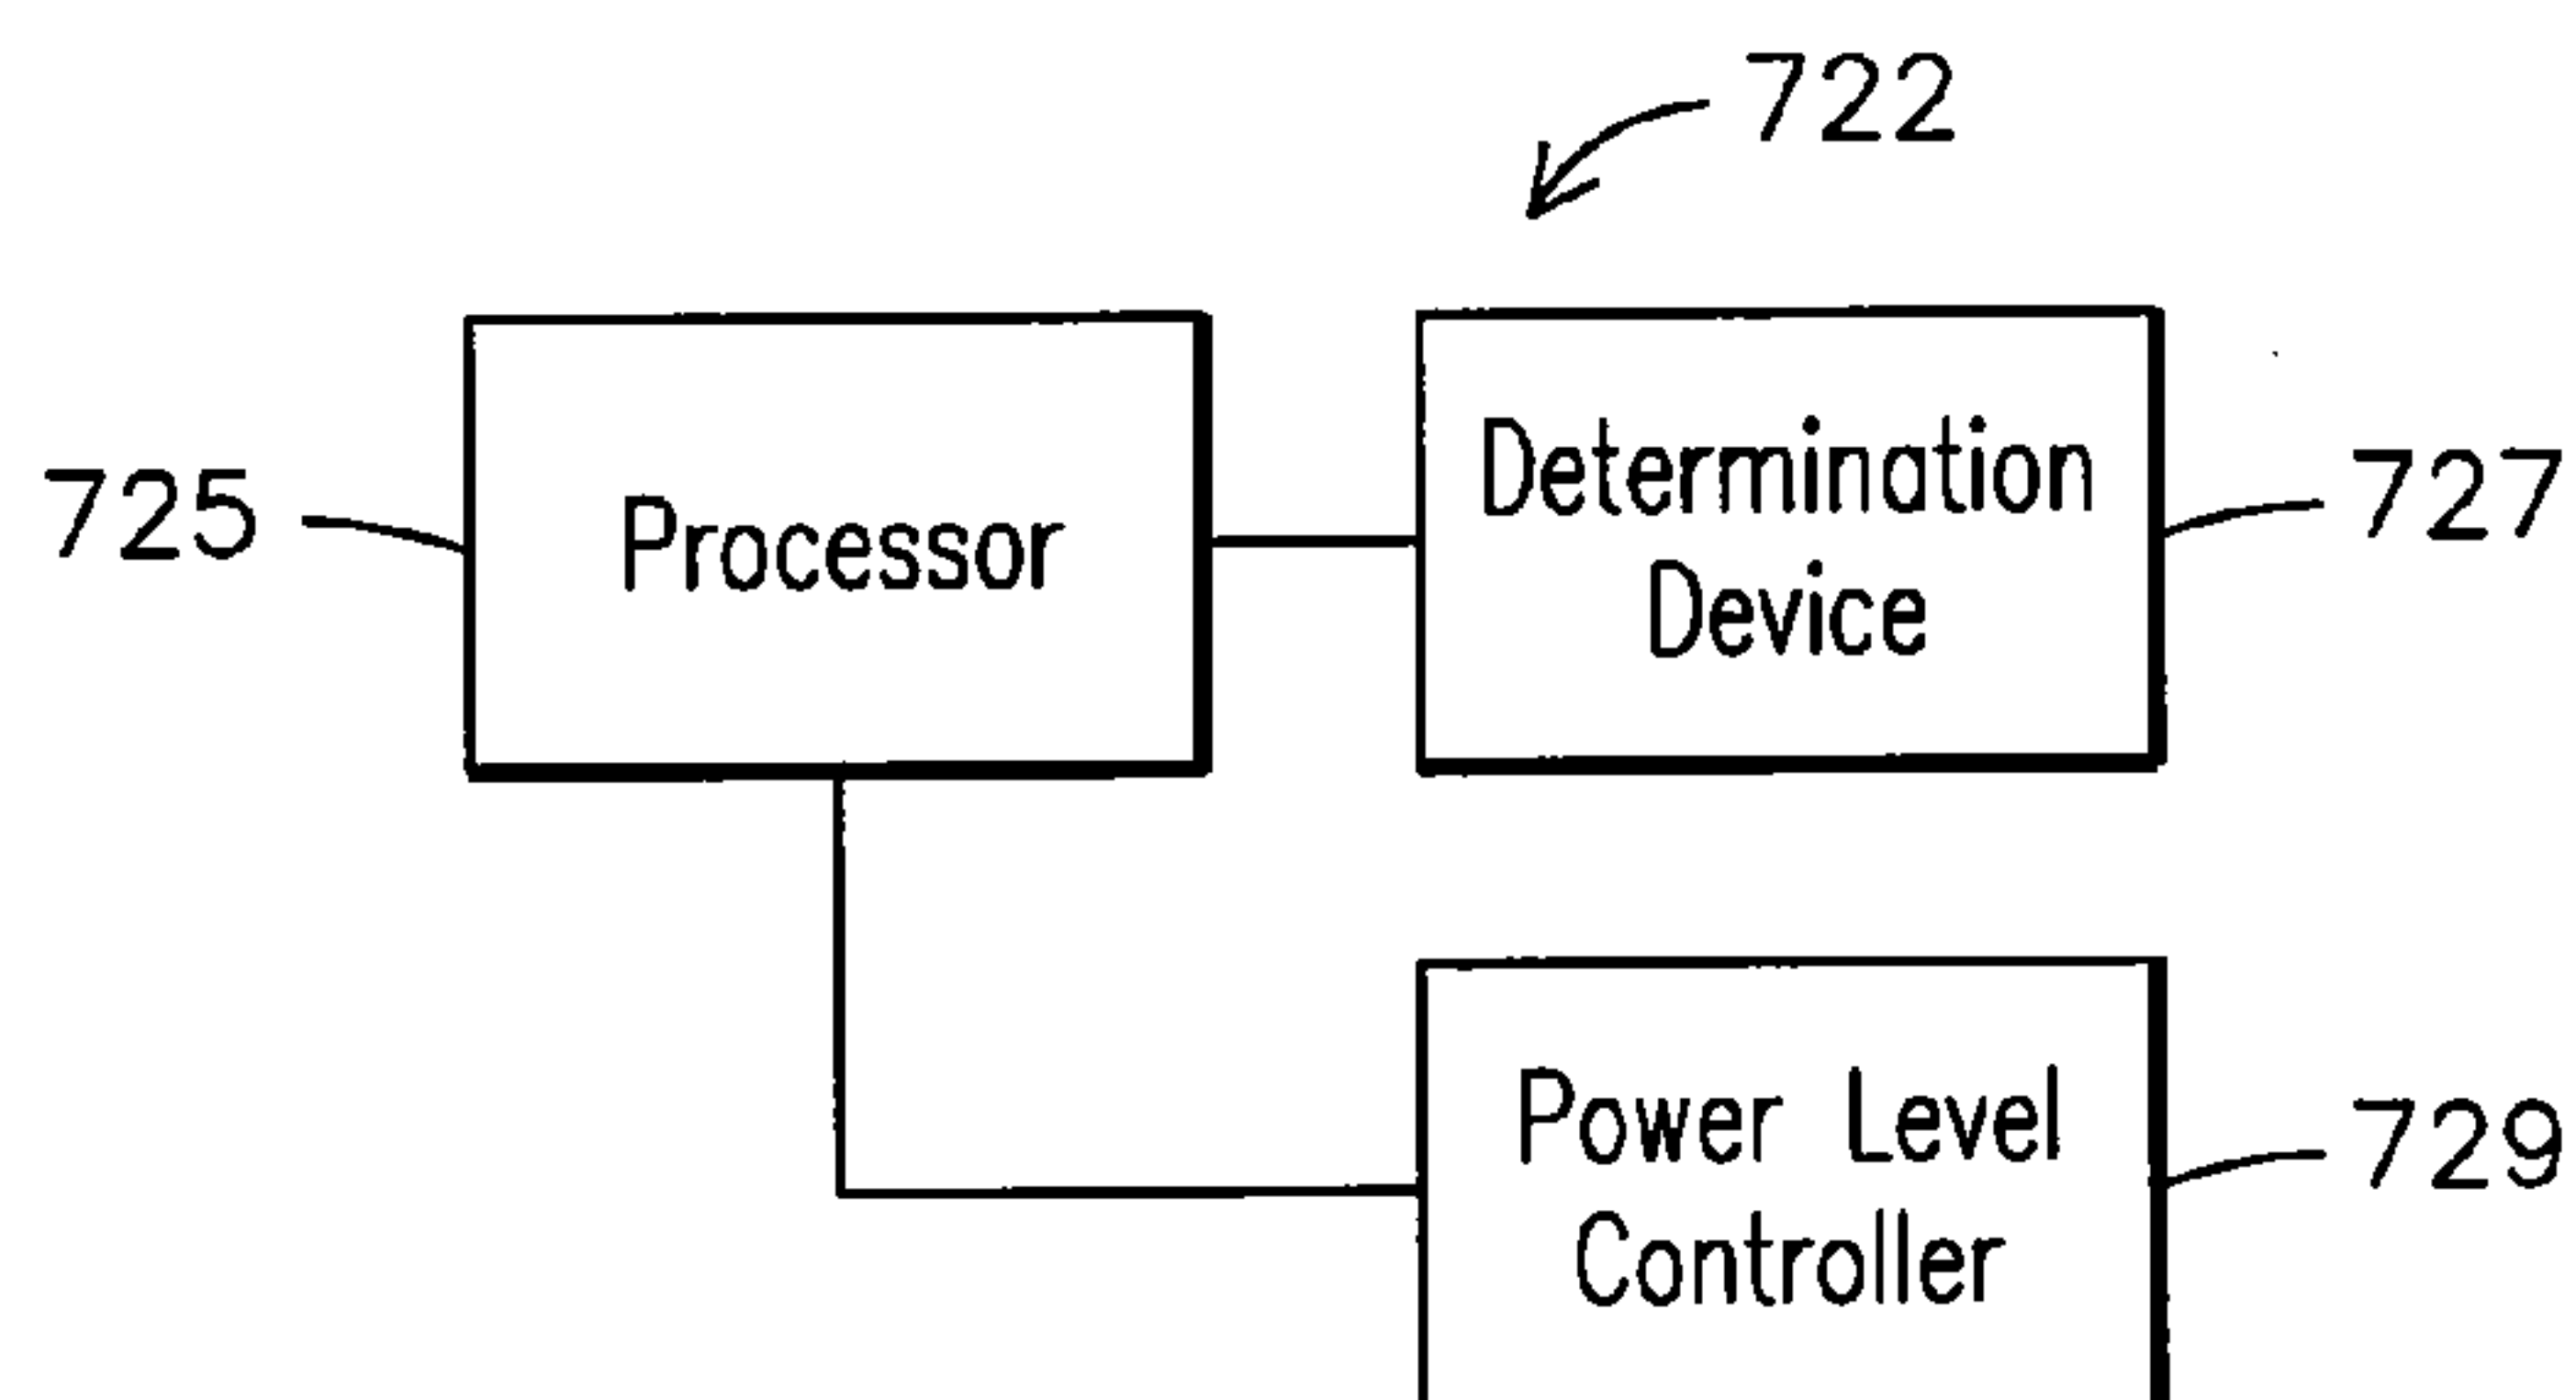 722
725
Processor
Determination
Device
727
Power Level
Controller
729